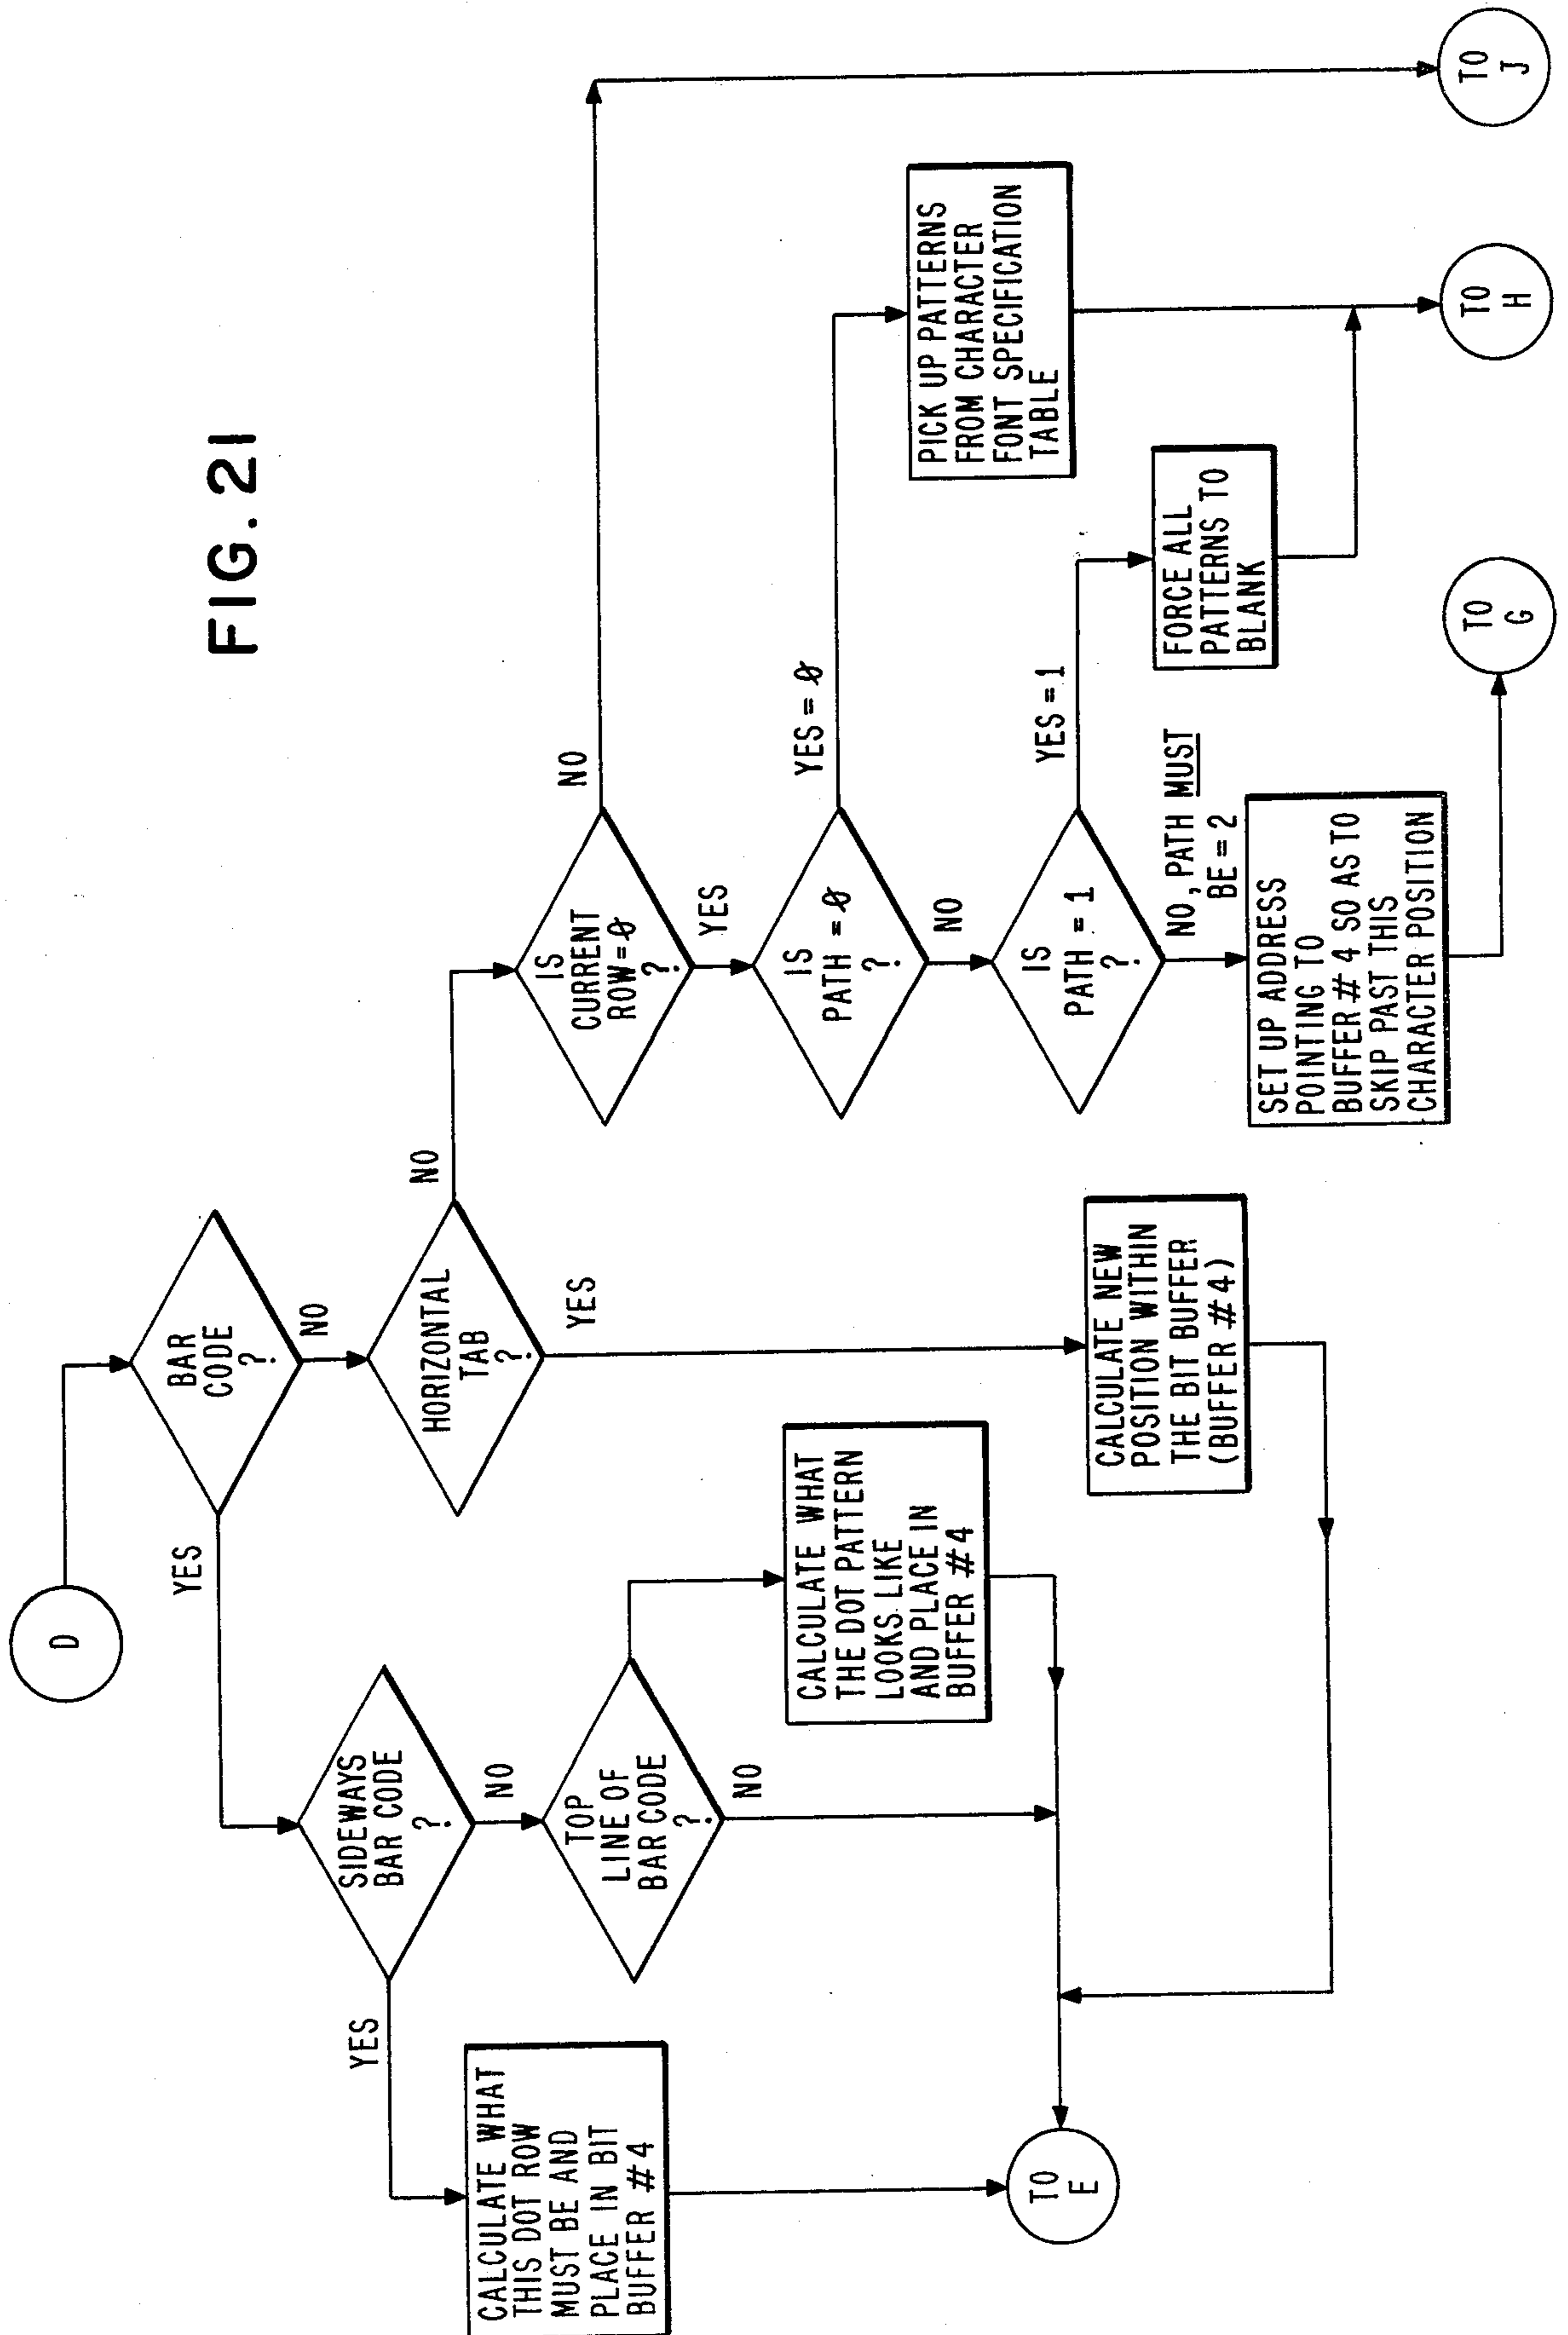 FIG. 21
D
BAR
CODE
?
YES
NO
SIDEWAYS
BAR CODE
?
YES
NO
HORIZONTAL
TAB
?
NO
YES
CALCULATE WHAT
THIS DOT ROW
MUST BE AND
PLACE IN BIT
BUFFER #4
TOP
LINE OF
BAR CODE
?
NO
CALCULATE WHAT
THE DOT PATTERN
LOOKS LIKE
AND PLACE IN
BUFFER #4
IS
CURRENT
ROW=0
?
NO
YES
IS
PATH = 0
?
YES = 0
NO
PICK UP PATTERNS
FROM CHARACTER
FONT SPECIFICATION
TABLE
IS
PATH = 1
?
YES = 1
NO, PATH MUST
BE = 2
FORCE ALL
PATTERNS TO
BLANK
CALCULATE NEW
POSITION WITHIN
THE BIT BUFFER
(BUFFER #4)
SET UP ADDRESS
POINTING TO
BUFFER # 4 SO AS TO
SKIP PAST THIS
CHARACTER POSITION
TO
E
TO
G
TO
H
TO
J